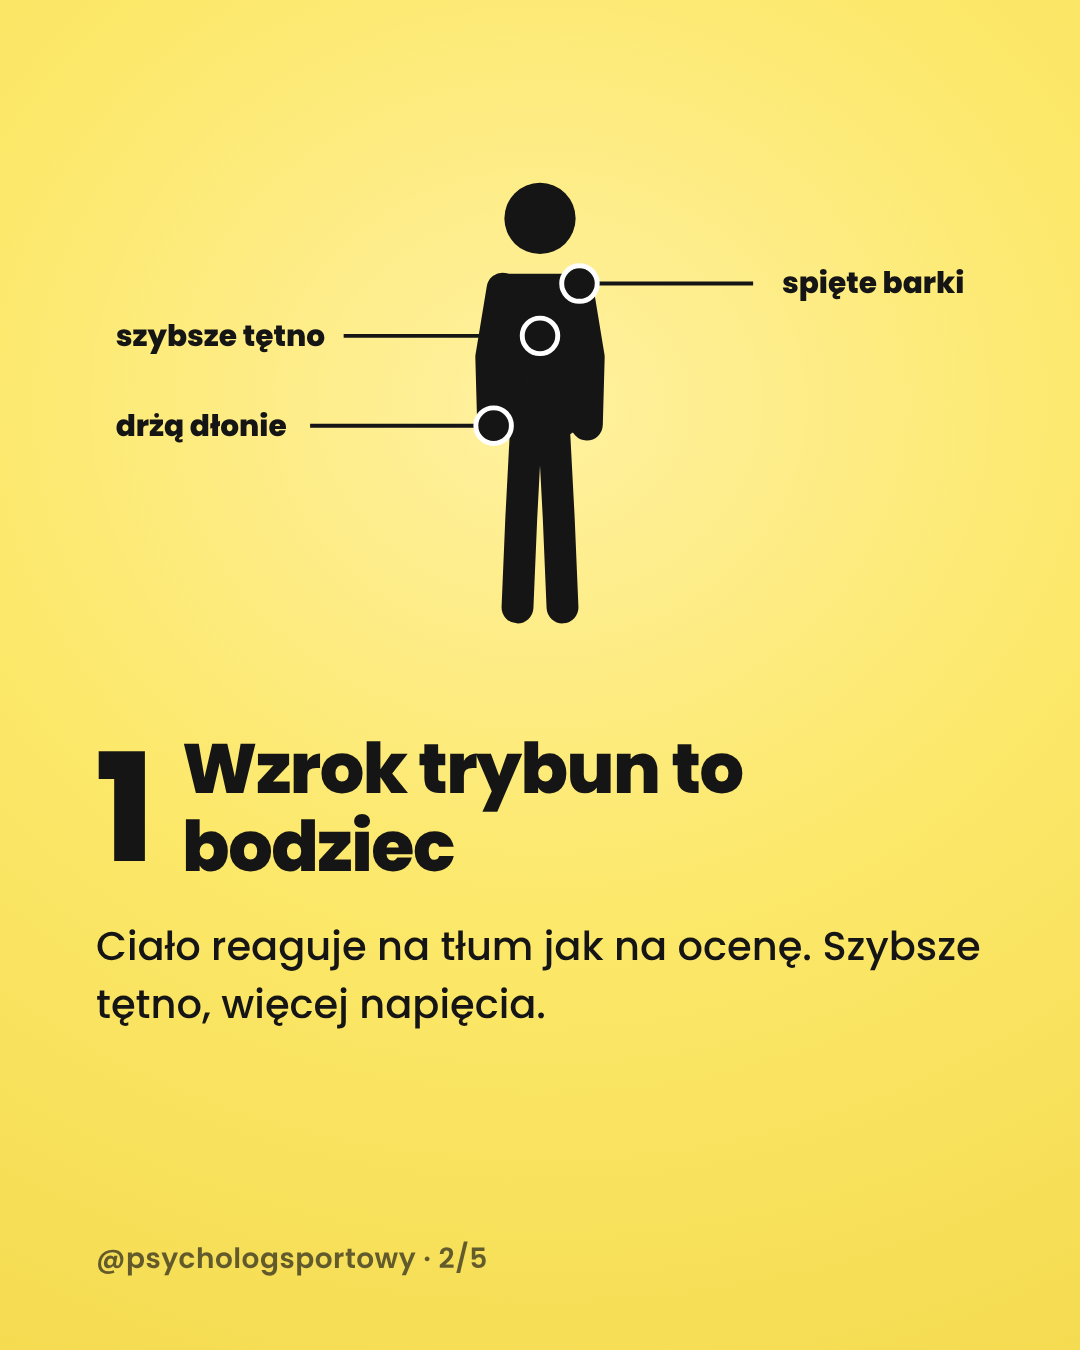 spięte barki
szybsze tętno
drżą dłonie
1
Wzrok trybun to
bodziec
Ciało reaguje na tłum jak na ocenę. Szybsze
tętno, więcej napięcia.
@psychologsportowy · 2/5